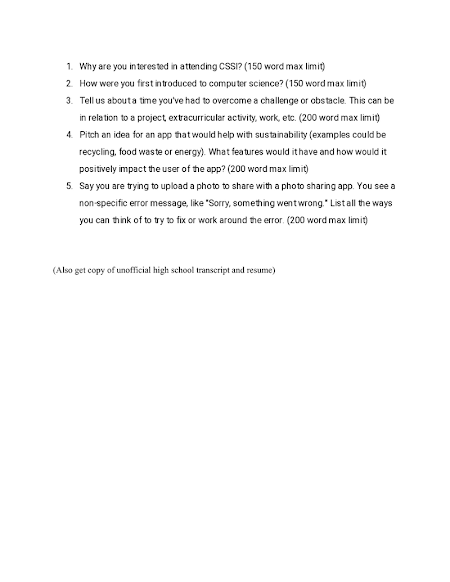 1. Why are you interested in attending CSSI? (150 word max limit)
2. How were you first introduced to computer science? (150 word max limit)
3. Tell us about a time you've had to overcome a challenge or obstacle. This can be
in relation to a project, extracurricular activity, work, etc. (200 word max limit)
4. Pitch an idea for an app that would help with sustainability (examples could be
recycling, food waste or energy). What features would it have and how would it
positively impact the user of the app? (200 word max limit)
5. Say you are trying to upload a photo to share with a photo sharing app. You see a
non-specific error message, like "Sorry, something went wrong." List all the ways
you can think of to try to fix or work around the error. (200 word max limit)
(Also get copy of unofficial high school transcript and resume)